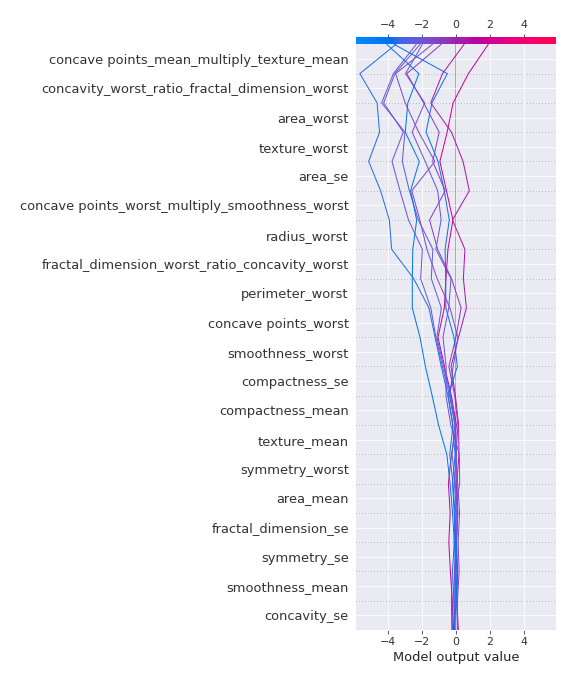 −4 −2 0 2 4
concave points_mean_multiply_texture_mean
concavity_worst_ratio_fractal_dimension_worst
area_worst
texture_worst
area_se
concave points_worst_multiply_smoothness_worst
radius_worst
fractal_dimension_worst_ratio_concavity_worst
perimeter_worst
concave points_worst
smoothness_worst
compactness_se
compactness_mean
texture_mean
symmetry_worst
area_mean
fractal_dimension_se
symmetry_se
smoothness_mean
concavity_se
−4 −2 0 2 4
Model output value